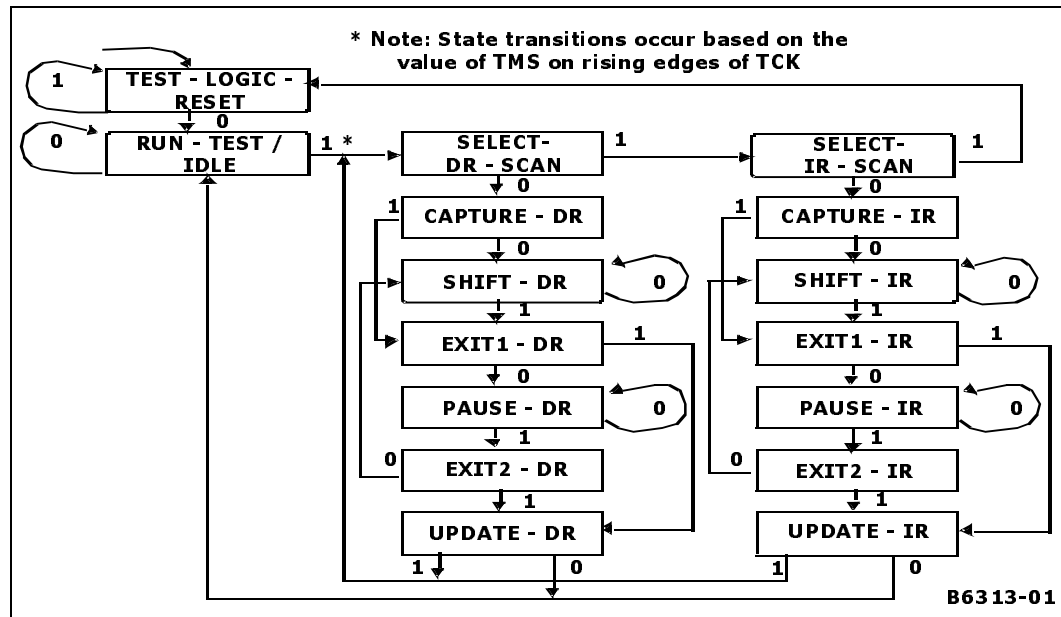 * Note: State transitions occur based on the
value of TMS on rising edges of TCK
1
TEST - LOGIC -
RESET
0
0
RUN - TEST /
IDLE
1 *
SELECT-
DR - SCAN
1
SELECT-
IR - SCAN
1
0
0
1
CAPTURE - DR
1
CAPTURE - IR
0
0
SHIFT - DR
0
SHIFT - IR
0
1
1
EXIT1 - DR
1
EXIT1 - IR
1
0
0
PAUSE - DR
0
PAUSE - IR
0
1
1
0
EXIT2 - DR
0
EXIT2 - IR
1
1
UPDATE - DR
UPDATE - IR
1
0
1
0
B6313-01